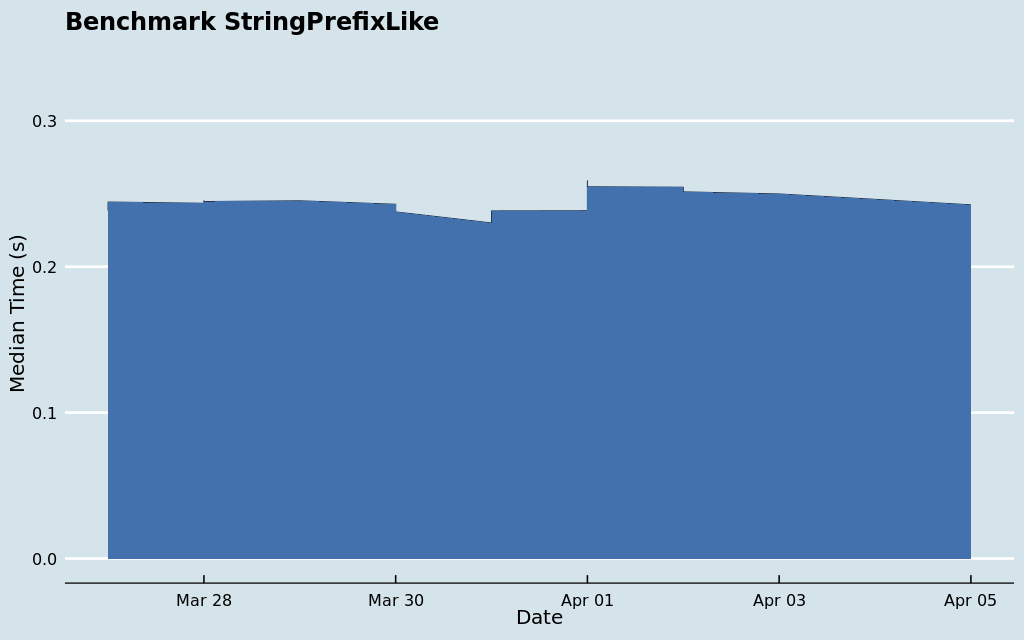 Benchmark StringPrefixLike
Median Time (s)
0.3
0.2
0.1
0.0
Mar 28 Mar 30 Apr 01 Apr 03 Apr 05
Date